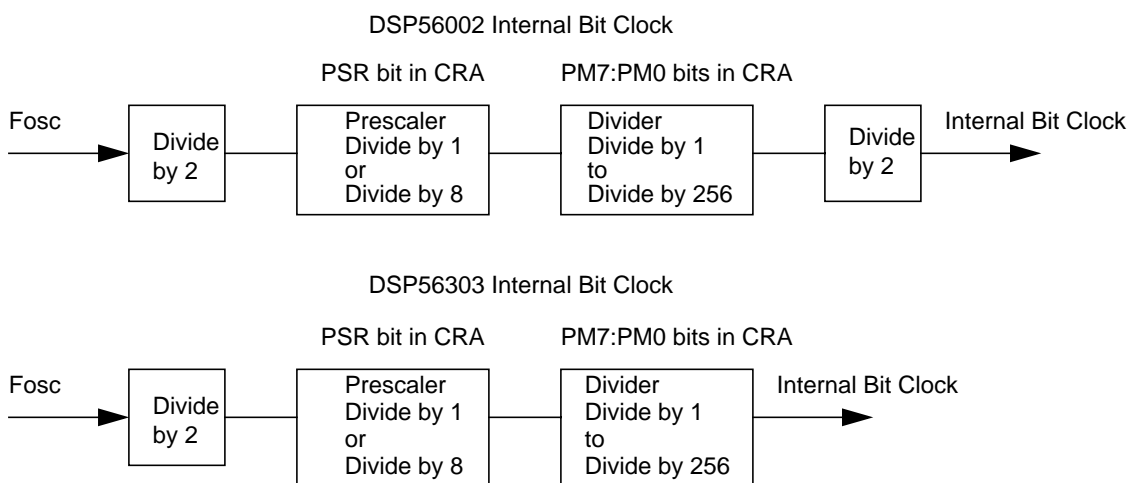 DSP56002 Internal Bit Clock
PSR bit in CRA
PM7:PM0 bits in CRA
Fosc
Divide
by 2
Prescaler
Divide by 1
or
Divide by 8
Divider
Divide by 1
to
Divide by 256
Divide
by 2
Internal Bit Clock
DSP56303 Internal Bit Clock
PSR bit in CRA
PM7:PM0 bits in CRA
Fosc
Divide
by 2
Prescaler
Divide by 1
or
Divide by 8
Divider
Divide by 1
to
Divide by 256
Internal Bit Clock